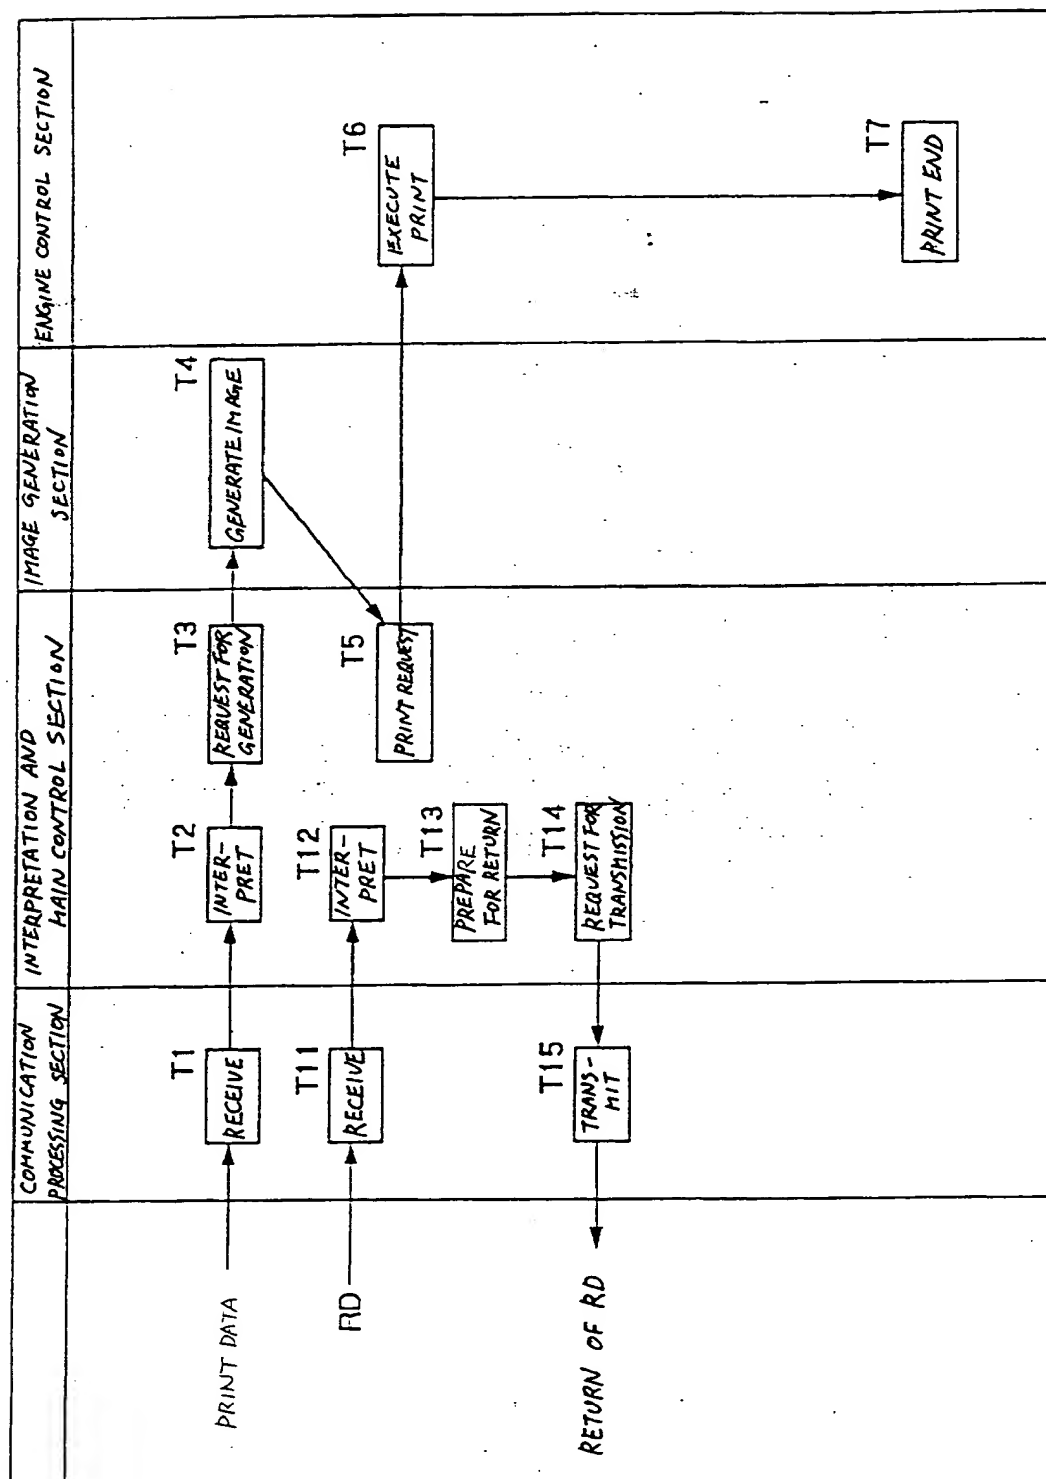 COMMUNICATION
PROCESSING SECTION
INTERPRETATION AND
MAIN CONTROL SECTION
IMAGE GENERATION
SECTION
ENGINE CONTROL SECTION
PRINT DATA
T1
RECEIVE
T2
INTER-
PRET
T3
REQUEST FOR
GENERATION
T4
GENERATE IMAGE
RD
T11
RECEIVE
T12
INTER-
PRET
T5
PRINT REQUEST
T6
EXECUTE
PRINT
T13
PREPARE
FOR RETURN
T14
REQUEST FOR
TRANSMISSION
T15
TRANS-
MIT
RETURN OF RD
T7
PRINT END